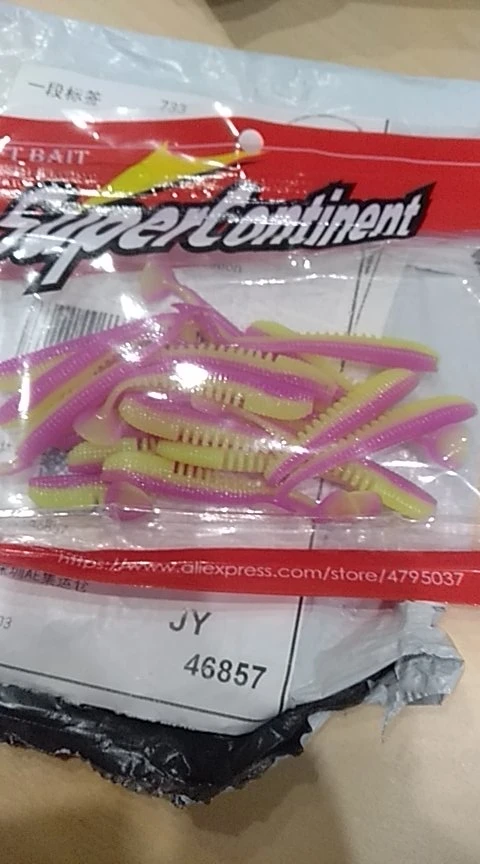 一段标签 733
T BAIT
SuperContinent
https://www.aliexpress.com/store/4795037
JY
46857